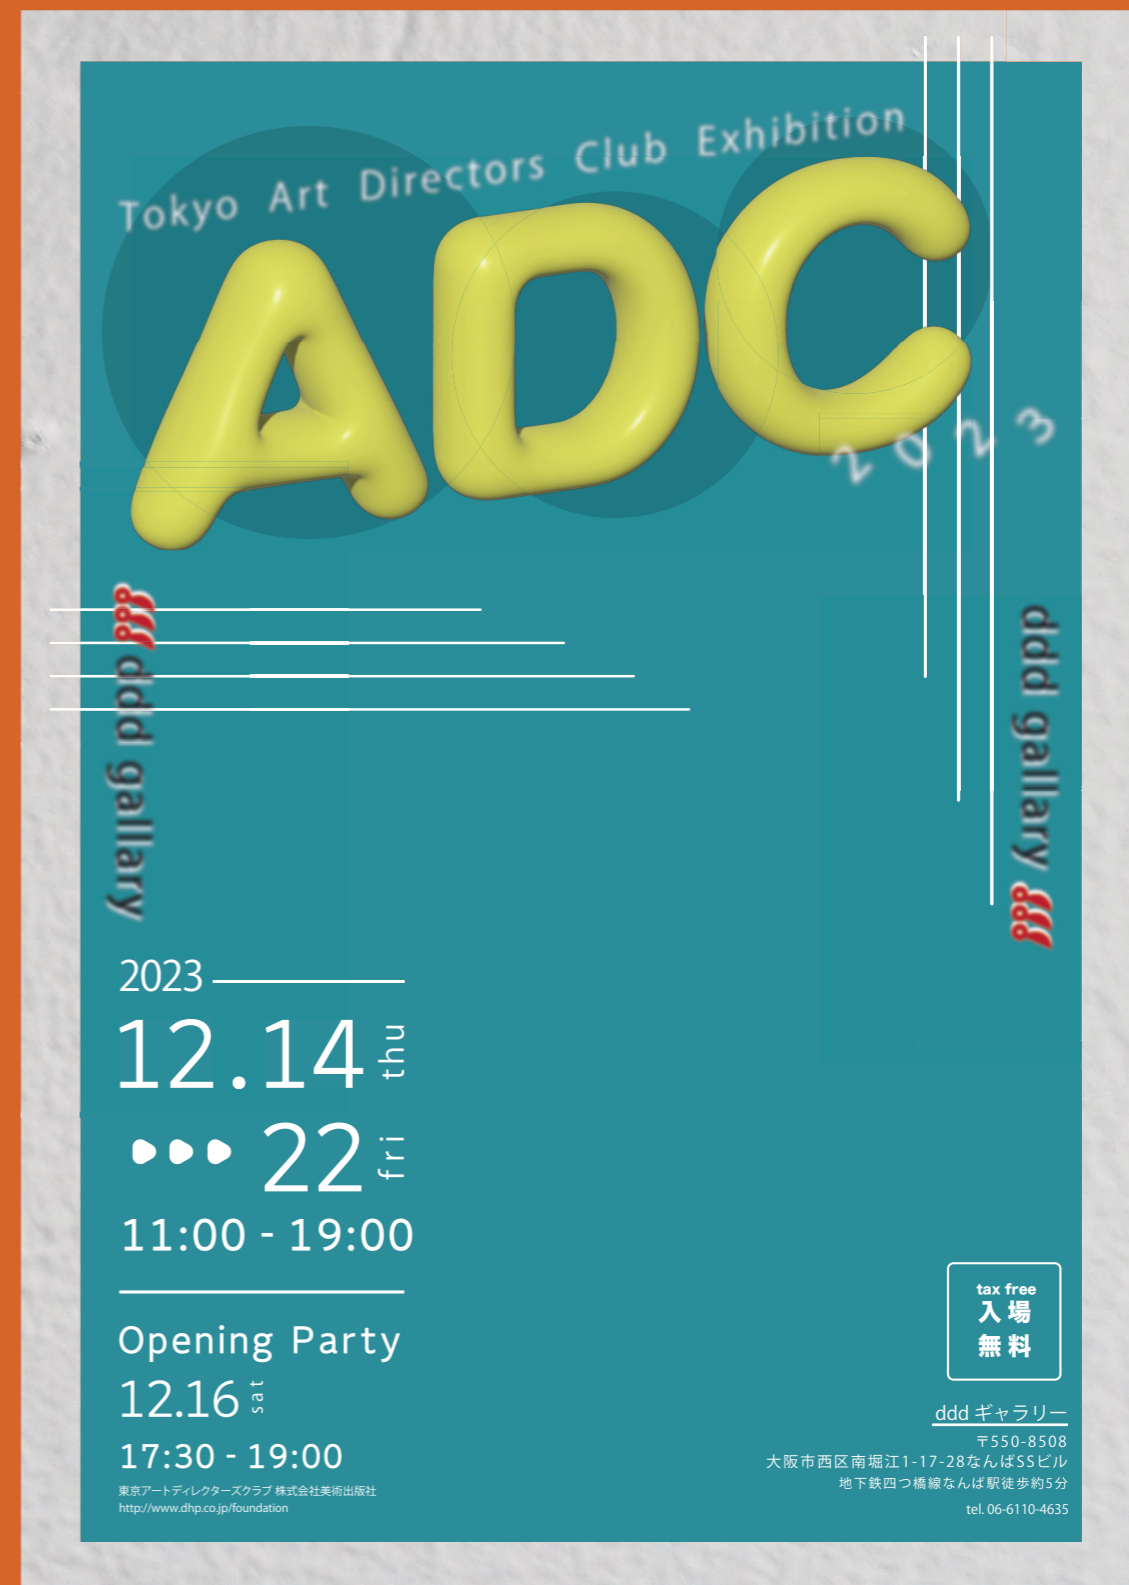 Tokyo Art Directors Club Exhibition
ADC
2023
ddd galllary
ddd galllary
2023
12.14 thu
22 fri
11:00 - 19:00
Opening Party
12.16 sat
17:30 - 19:00
東京アートディレクターズクラブ 株式会社美術出版社
http://www.dhp.co.jp/foundation
tax free
入場
無料
ddd ギャラリー
〒550-8508
大阪市西区南堀江1-17-28なんばSSビル
地下鉄四つ橋線なんば駅徒歩約5分
tel. 06-6110-4635